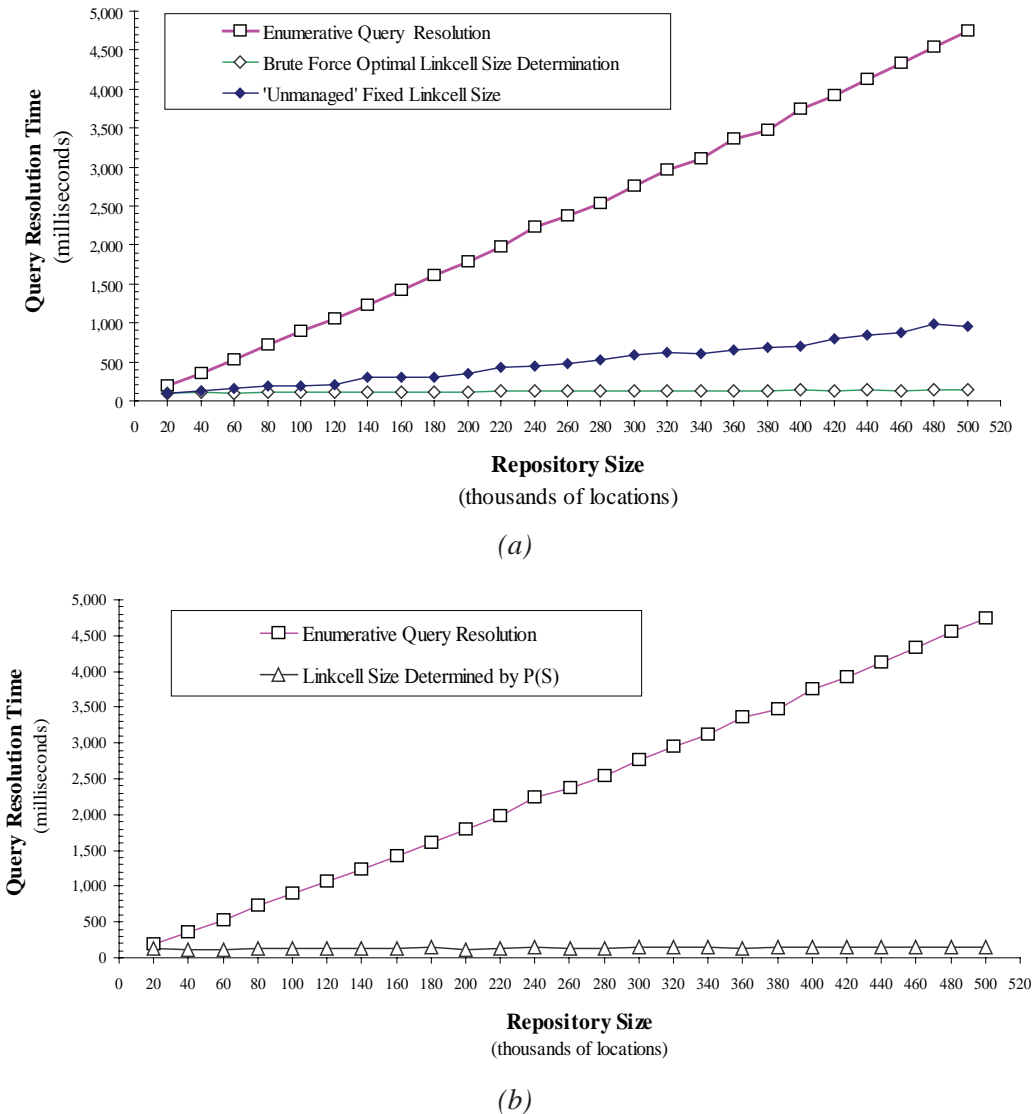 5,000
4,500
4,000
3,500
3,000
2,500
2,000
1,500
1,000
500
0
Query Resolution Time
(milliseconds)
Enumerative Query Resolution
Brute Force Optimal Linkcell Size Determination
'Unmanaged' Fixed Linkcell Size
0 20 40 60 80 100 120 140 160 180 200 220 240 260 280 300 320 340 360 380 400 420 440 460 480 500 520
Repository Size
(thousands of locations)
(a)
5,000
4,500
4,000
3,500
3,000
2,500
2,000
1,500
1,000
500
0
Query Resolution Time
(milliseconds)
Enumerative Query Resolution
Linkcell Size Determined by P(S)
0 20 40 60 80 100 120 140 160 180 200 220 240 260 280 300 320 340 360 380 400 420 440 460 480 500 520
Repository Size
(thousands of locations)
(b)